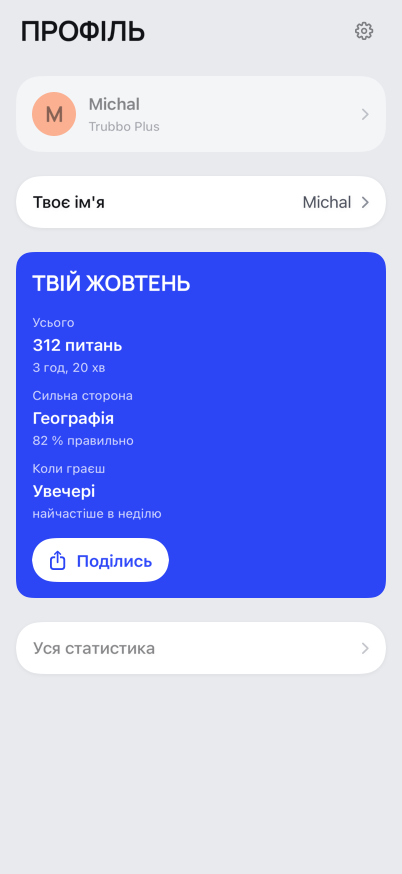 ПРОФІЛЬ
M
Michal
Trubbo Plus
Твоє ім'я
Michal
ТВІЙ ЖОВТЕНЬ
Усього
312 питань
3 год, 20 хв
Сильна сторона
Географія
82 % правильно
Коли граєш
Увечері
найчастіше в неділю
Поділись
Уся статистика